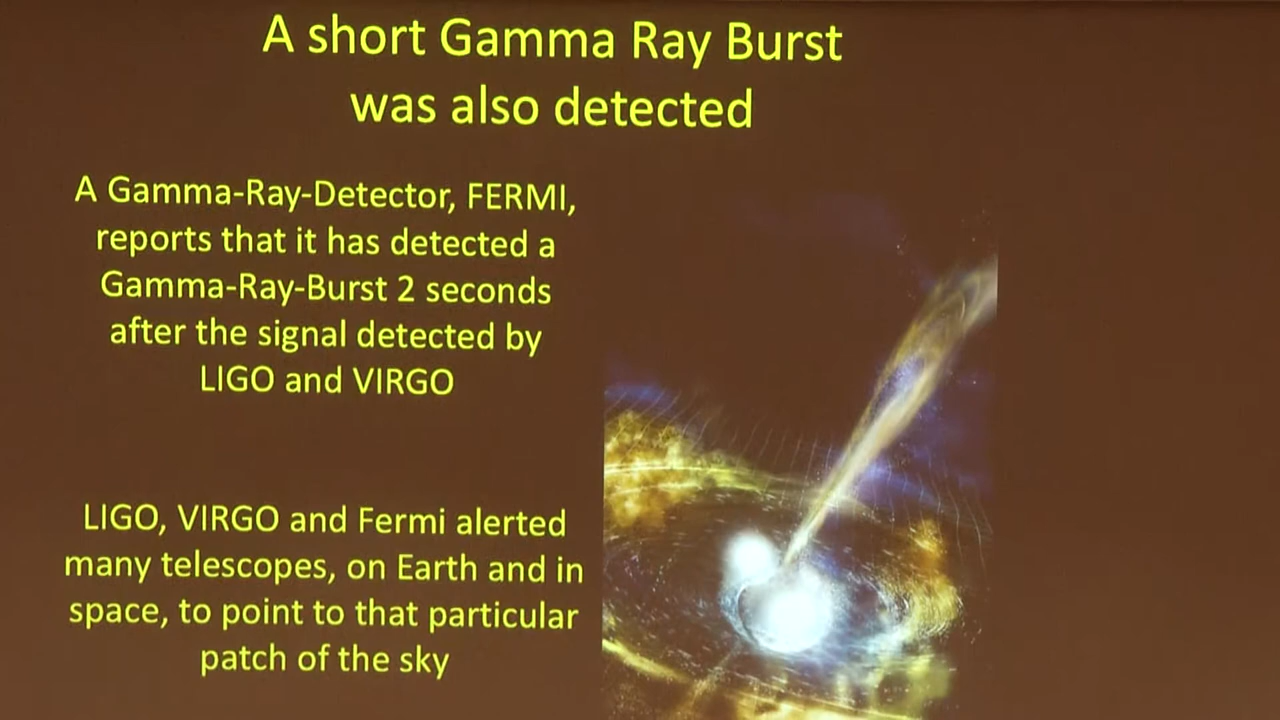 A short Gamma Ray Burst
was also detected
A Gamma-Ray-Detector, FERMI,
reports that it has detected a
Gamma-Ray-Burst 2 seconds
after the signal detected by
LIGO and VIRGO
LIGO, VIRGO and Fermi alerted
many telescopes, on Earth and in
space, to point to that particular
patch of the sky